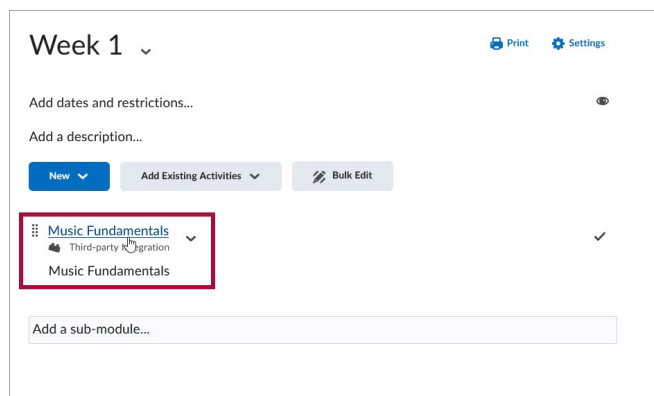 Week 1
Print Settings
Add dates and restrictions...
Add a description...
New Add Existing Activities Bulk Edit
Music Fundamentals
Third-party Integration
Music Fundamentals
Add a sub-module...